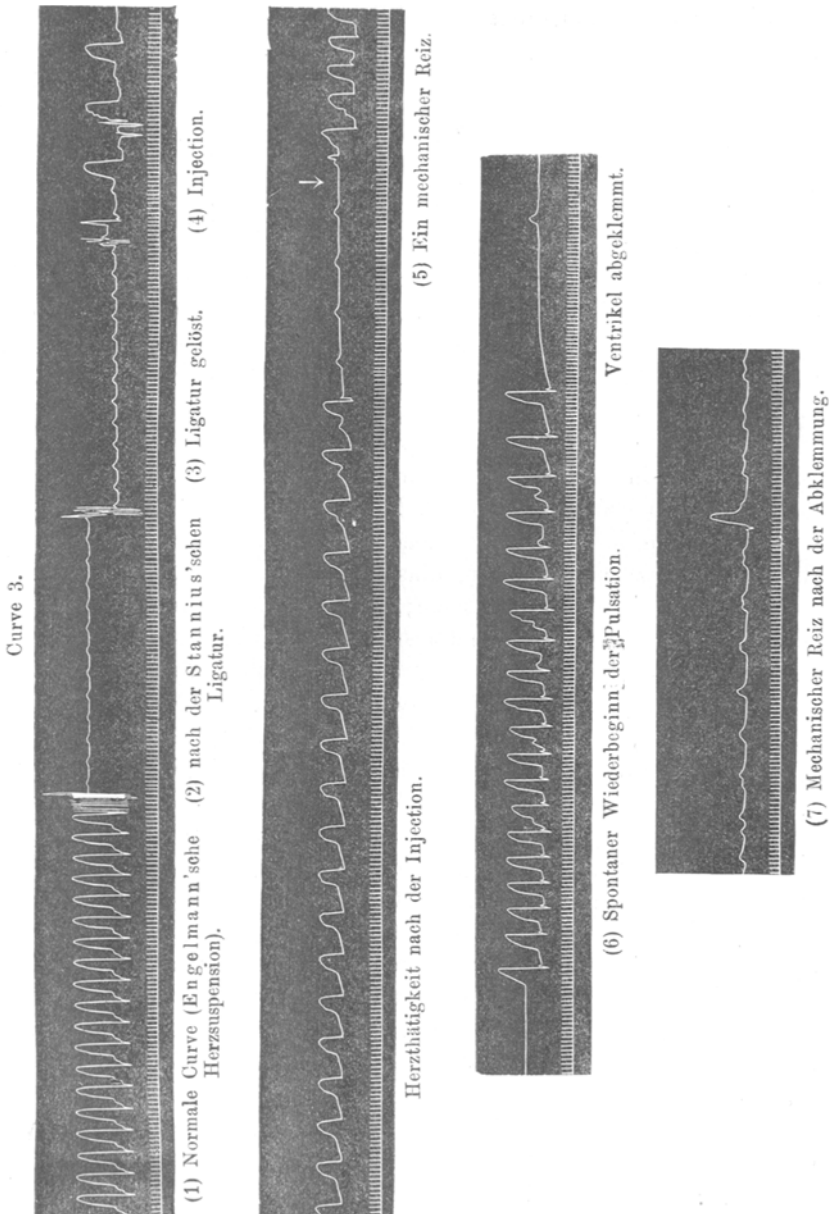 Curve 3.
(1) Normale Curve (Engelmann'sche
Herzsuspension).
(2) nach der Stannius'schen
Ligatur.
(3) Ligatur gelöst.
(4) Injection.
Herzthätigkeit nach der Injection.
(5) Ein mechanischer Reiz.
(6) Spontaner Wiederbeginn der Pulsation.
Ventrikel abgeklemmt.
(7) Mechanischer Reiz nach der Abklemmung.